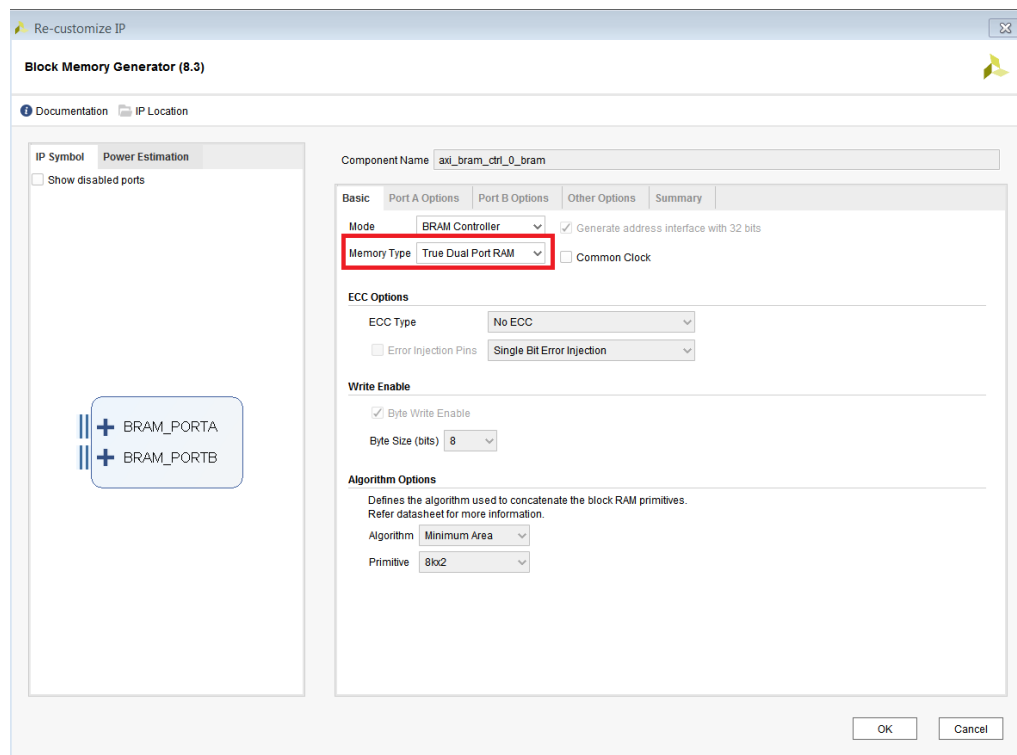 Re-customize IP
Block Memory Generator (8.3)
Documentation IP Location
IP Symbol Power Estimation
Show disabled ports
BRAM_PORTA
BRAM_PORTB
Component Name axi_bram_ctrl_0_bram
Basic Port A Options Port B Options Other Options Summary
Mode BRAM Controller Generate address interface with 32 bits
Memory Type True Dual Port RAM Common Clock
ECC Options
ECC Type No ECC
Error Injection Pins Single Bit Error Injection
Write Enable
Byte Write Enable
Byte Size (bits) 8
Algorithm Options
Defines the algorithm used to concatenate the block RAM primitives.
Refer datasheet for more information.
Algorithm Minimum Area
Primitive 8kx2
OK Cancel